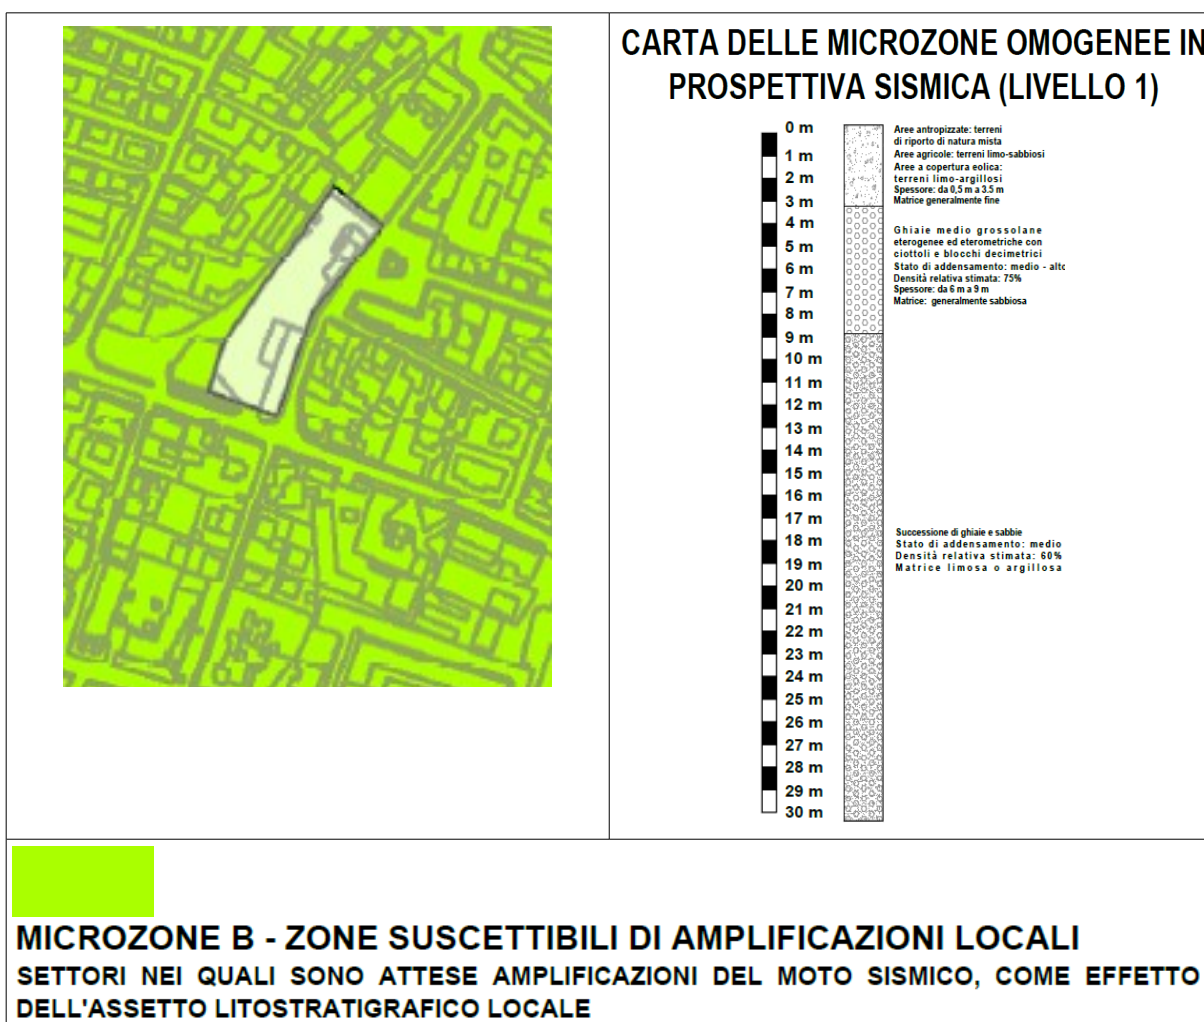 CARTA DELLE MICROZONE OMOGENEE IN
PROSPETTIVA SISMICA (LIVELLO 1)
0 m
1 m
2 m
3 m
4 m
5 m
6 m
7 m
8 m
9 m
10 m
11 m
12 m
13 m
14 m
15 m
16 m
17 m
18 m
19 m
20 m
21 m
22 m
23 m
24 m
25 m
26 m
27 m
28 m
29 m
30 m
Aree antropizzate: terreni
di riporto di natura mista
Aree agricole: terreni limo-sabbiosi
Aree a copertura eolica:
terreni limo-argillosi
Spessore: da 0,5 m a 3.5 m
Matrice generalmente fine
Ghiaie medio grossolane
eterogenee ed eterometriche con
ciottoli e blocchi decimetrici
Stato di addensamento: medio - alto
Densità relativa stimata: 75%
Spessore: da 6 m a 9 m
Matrice: generalmente sabbiosa
Successione di ghiaie e sabbie
Stato di addensamento: medio
Densità relativa stimata: 60%
Matrice limosa o argillosa
MICROZONE B - ZONE SUSCETTIBILI DI AMPLIFICAZIONI LOCALI
SETTORI NEI QUALI SONO ATTESE AMPLIFICAZIONI DEL MOTO SISMICO, COME EFFETTO
DELL'ASSETTO LITOSTRATIGRAFICO LOCALE